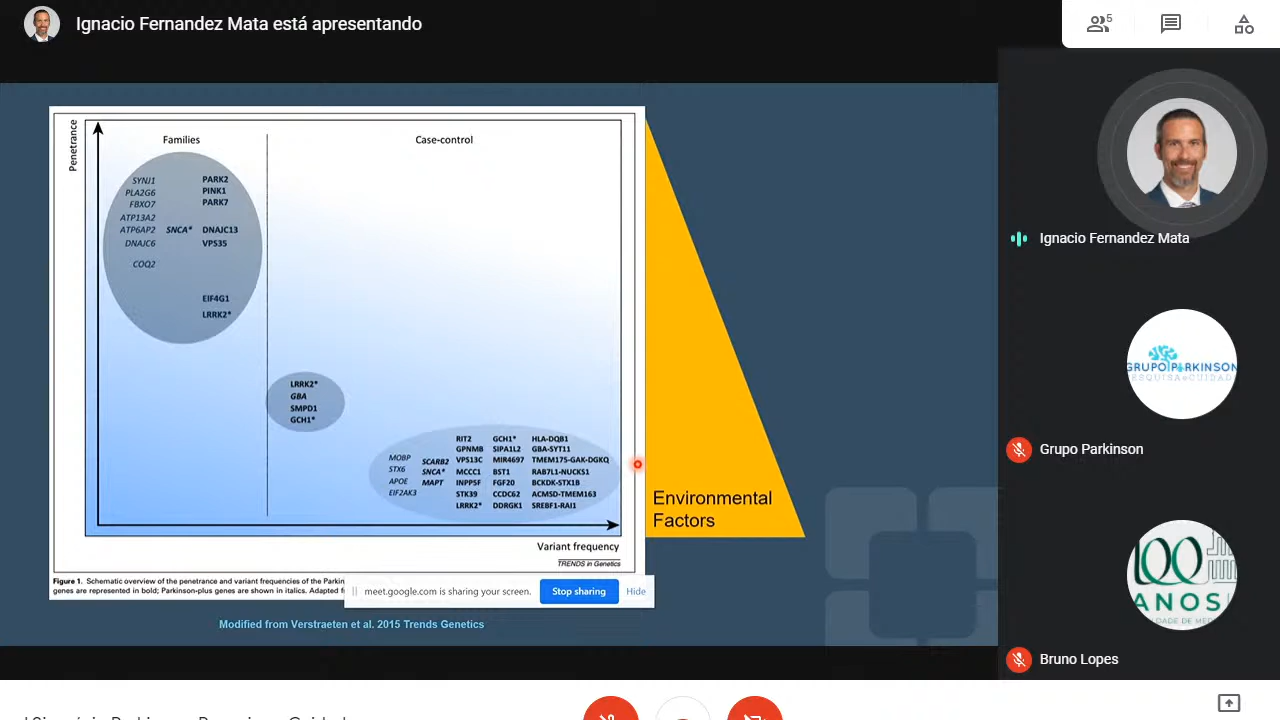 Ignacio Fernandez Mata está apresentando
5
Penetrance
Families
Case-control
SYNJ1
PLA2G6
FBXO7
ATP13A2
ATP6AP2
DNAJC6
COQ2
SNCA*
PARK2
PINK1
PARK7
DNAJC13
VPS35
EIF4G1
LRRK2*
LRRK2*
GBA
SMPD1
GCH1*
MOBP
STX6
APOE
EIF2AK3
SCARB2
SNCA*
MAPT
RIT2
GPNMB
VPS13C
MCCC1
INPP5F
STK39
LRRK2*
GCH1*
SIPA1L2
MIR4697
BST1
FGF20
CCDC62
DDRGK1
HLA-DQB1
GBA-SYT11
TMEM175-GAK-DGKQ
RAB7L1-NUCKS1
BCKDK-STX1B
ACMSD-TMEM163
SREBF1-RAI1
Variant frequency
TRENDS in Genetics
Figure 1. Schematic overview of the penetrance and variant frequencies of the Parkin
genes are represented in bold; Parkinson-plus genes are shown in italics. Adapted f
meet.google.com is sharing your screen.
Stop sharing
Hide
Modified from Verstraeten et al. 2015 Trends Genetics
Environmental
Factors
Ignacio Fernandez Mata
GRUPO PARKINSON
Grupo Parkinson
100
ANOS
Bruno Lopes